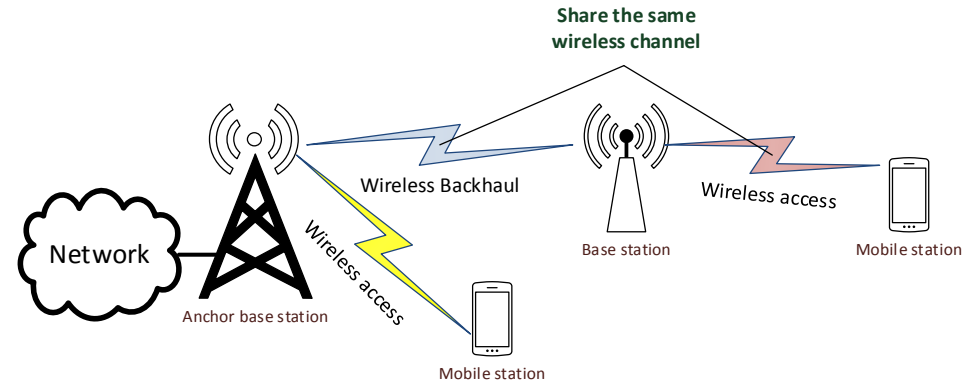 Share the same
wireless channel
Wireless Backhaul
Wireless access
Network
Wireless access
Base station
Mobile station
Anchor base station
Mobile station